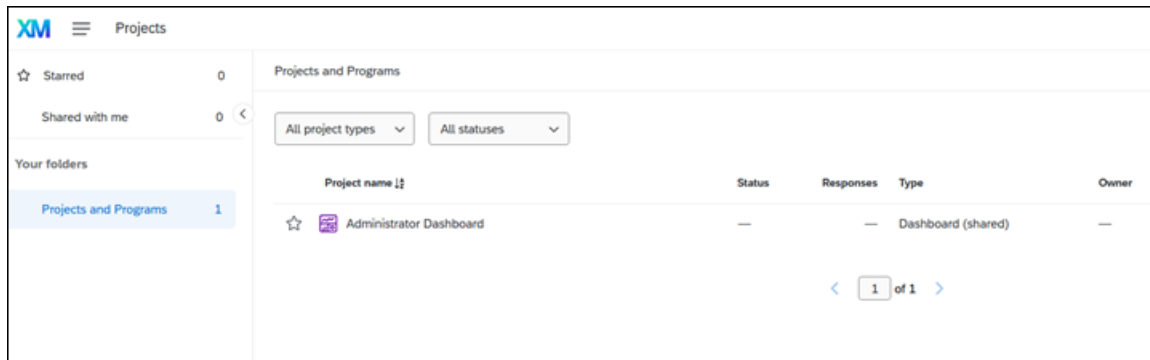 XM Projects
Starred 0
Shared with me 0
Your folders
Projects and Programs 1
Projects and Programs
All project types All statuses
Project name Status Responses Type Owner
Administrator Dashboard — — Dashboard (shared) —
1 of 1